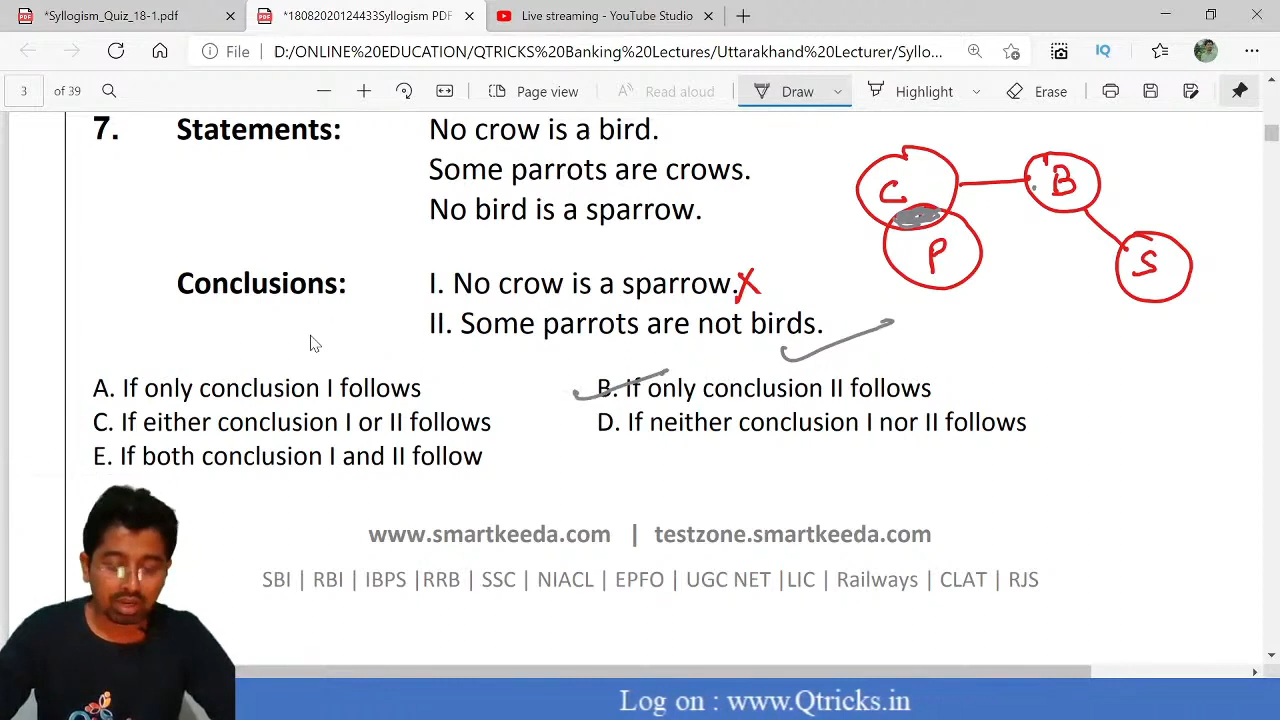 *Syllogism_Quiz_18-1.pdf
*18082020124433Syllogism PDF
Live streaming - YouTube Studio
File
D:/ONLINE%20EDUCATION/QTRICKS%20Banking%20Lectures/Uttarakhand%20Lecturer/Syllo...
IQ
3 of 39
Page view
Read aloud
Draw
Highlight
Erase
7. Statements: No crow is a bird.
Some parrots are crows.
No bird is a sparrow.
C
B
P
S
Conclusions: I. No crow is a sparrow.
II. Some parrots are not birds.
A. If only conclusion I follows B. If only conclusion II follows
C. If either conclusion I or II follows D. If neither conclusion I nor II follows
E. If both conclusion I and II follow
www.smartkeeda.com | testzone.smartkeeda.com
SBI | RBI | IBPS |RRB | SSC | NIACL | EPFO | UGC NET |LIC | Railways | CLAT | RJS
Log on : www.Qtricks.in